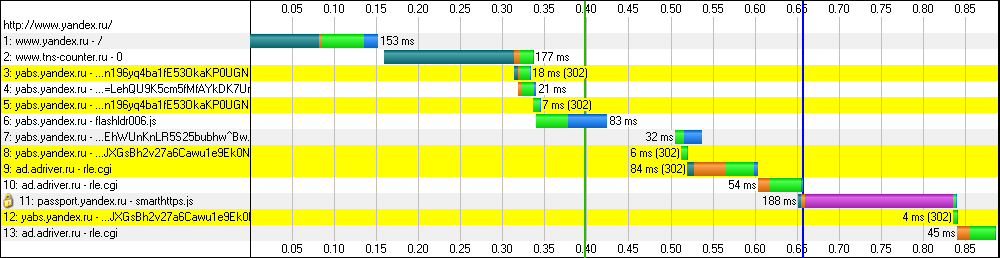 0.05 0.10 0.15 0.20 0.25 0.30 0.35 0.40 0.45 0.50 0.55 0.60 0.65 0.70 0.75 0.80 0.85
http://www.yandex.ru/
1: www.yandex.ru - / 153 ms
2: www.tns-counter.ru - 0 177 ms
3: yabs.yandex.ru - ...n196yq4ba1fE53OkaKP0UGN 18 ms (302)
4: yabs.yandex.ru - ...=LehQU9K5cm5fMfAYkDK7Ur 21 ms
5: yabs.yandex.ru - ...n196yq4ba1fE53OkaKP0UGN 7 ms (302)
6: yabs.yandex.ru - flashldr006.js 83 ms
7: yabs.yandex.ru - ...EhWUnKnLR5S25bubhw^Bw 32 ms
8: yabs.yandex.ru - ...JXGsBh2v27a6Cawu1e9Ek0N 6 ms (302)
9: ad.adriver.ru - rle.cgi 84 ms (302)
10: ad.adriver.ru - rle.cgi 54 ms
11: passport.yandex.ru - smarthttps.js 188 ms
12: yabs.yandex.ru - ...JXGsBh2v27a6Cawu1e9Ek0N 4 ms (302)
13: ad.adriver.ru - rle.cgi 45 ms
0.05 0.10 0.15 0.20 0.25 0.30 0.35 0.40 0.45 0.50 0.55 0.60 0.65 0.70 0.75 0.80 0.85